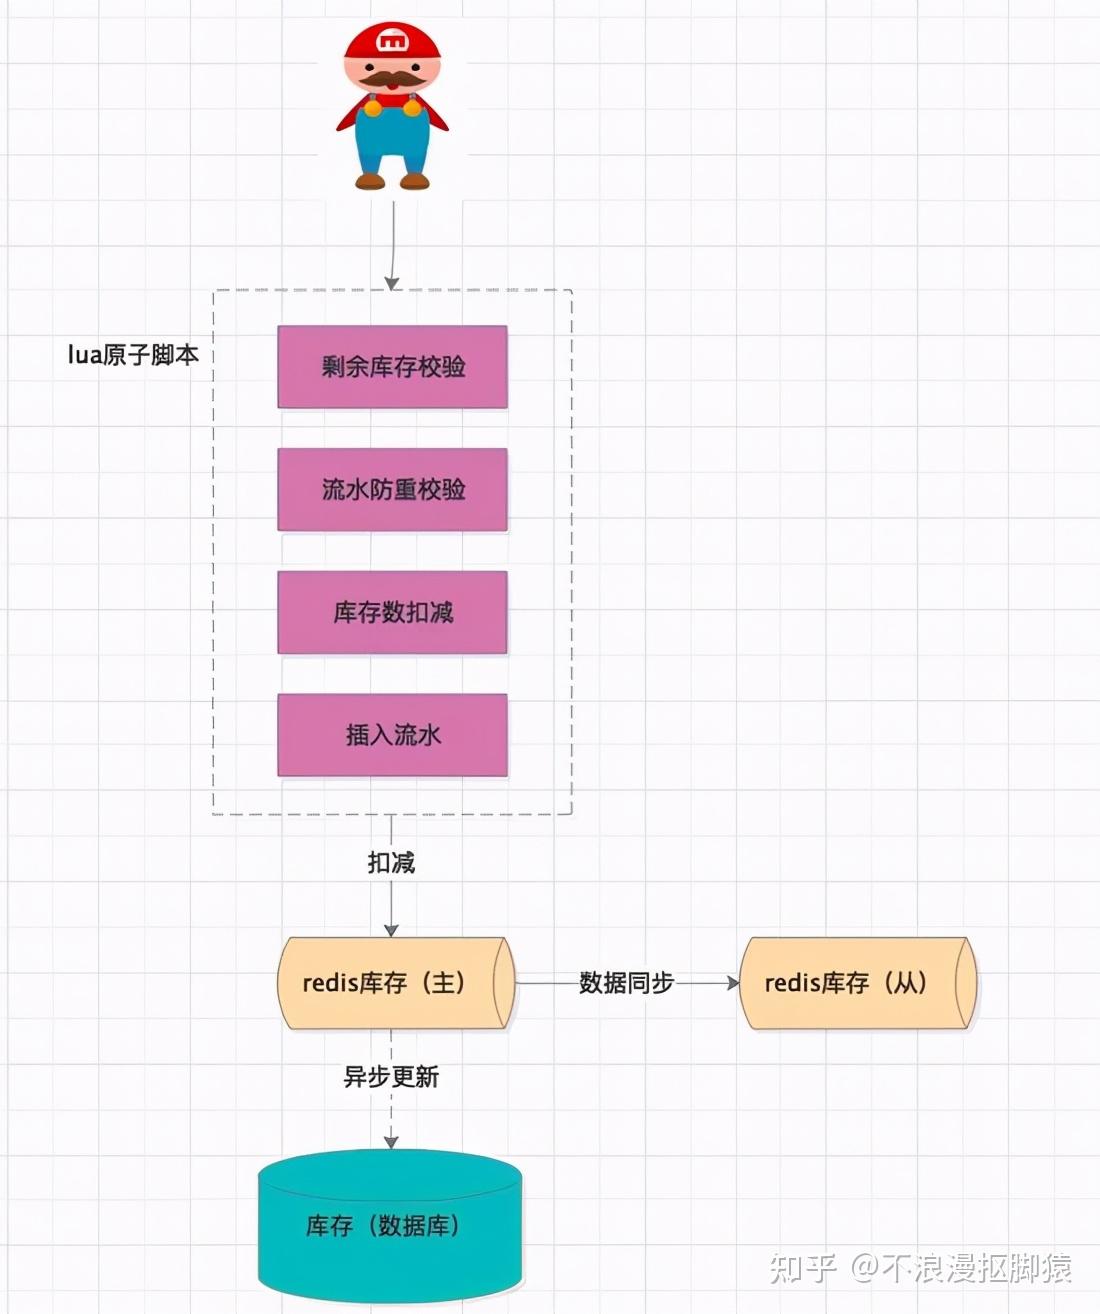 m
lua原子脚本
剩余库存校验
流水防重校验
库存数扣减
插入流水
扣减
redis库存（主）
数据同步
redis库存（从）
异步更新
库存（数据库）
知乎 @不浪漫抠脚猿